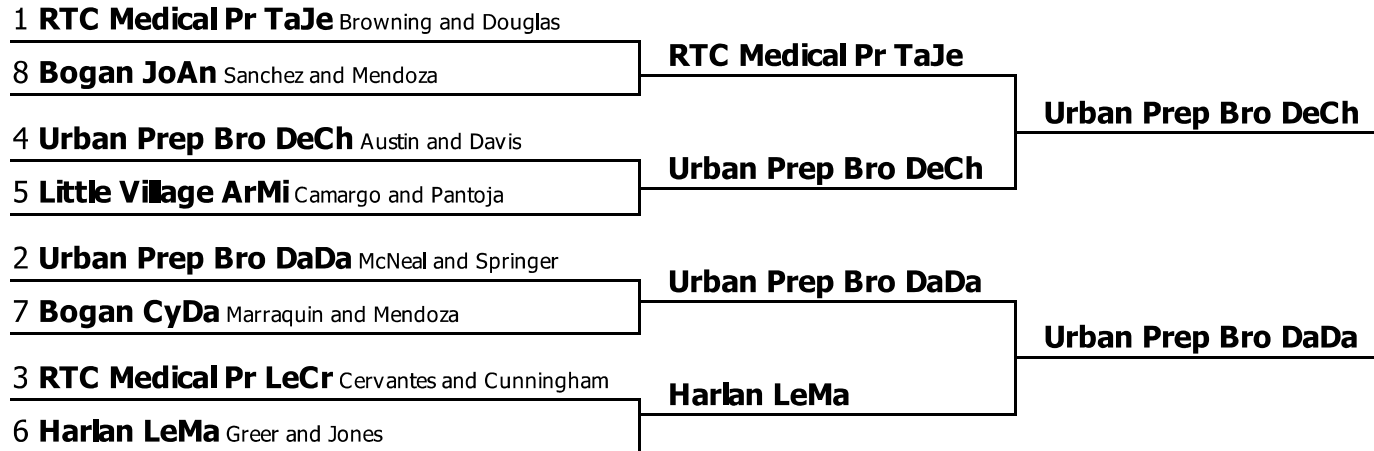 1 RTC Medical Pr TaJe Browning and Douglas
8 Bogan JoAn Sanchez and Mendoza
4 Urban Prep Bro DeCh Austin and Davis
5 Little Village ArMi Camargo and Pantoja
2 Urban Prep Bro DaDa McNeal and Springer
7 Bogan CyDa Marraquin and Mendoza
3 RTC Medical Pr LeCr Cervantes and Cunningham
6 Harlan LeMa Greer and Jones
RTC Medical Pr TaJe
Urban Prep Bro DeCh
Urban Prep Bro DaDa
Harlan LeMa
Urban Prep Bro DeCh
Urban Prep Bro DaDa